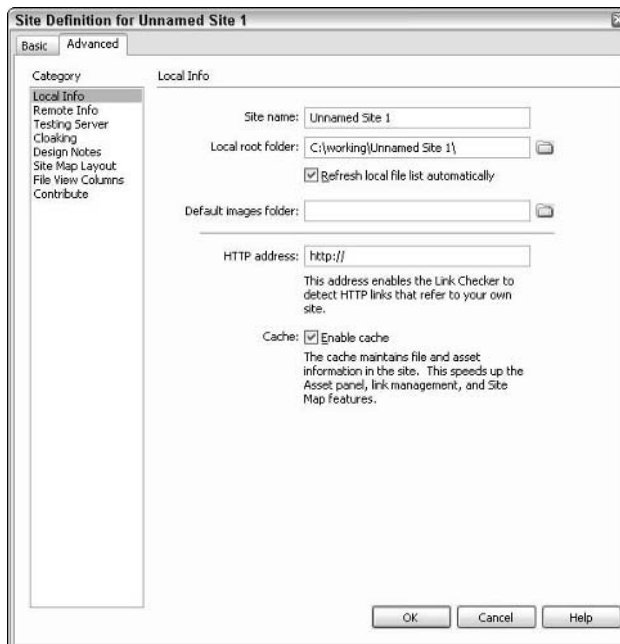 Site Definition for Unnamed Site 1
Basic
Advanced
Category
Local Info
Remote Info
Testing Server
Cloaking
Design Notes
Site Map Layout
File View Columns
Contribute
Local Info
Site name: Unnamed Site 1
Local root folder: C:\working\Unnamed Site 1\
Refresh local file list automatically
Default images folder:
HTTP address: http://
This address enables the Link Checker to
detect HTTP links that refer to your own
site.
Cache: Enable cache
The cache maintains file and asset
information in the site. This speeds up the
Asset panel, link management, and Site
Map features.
OK
Cancel
Help